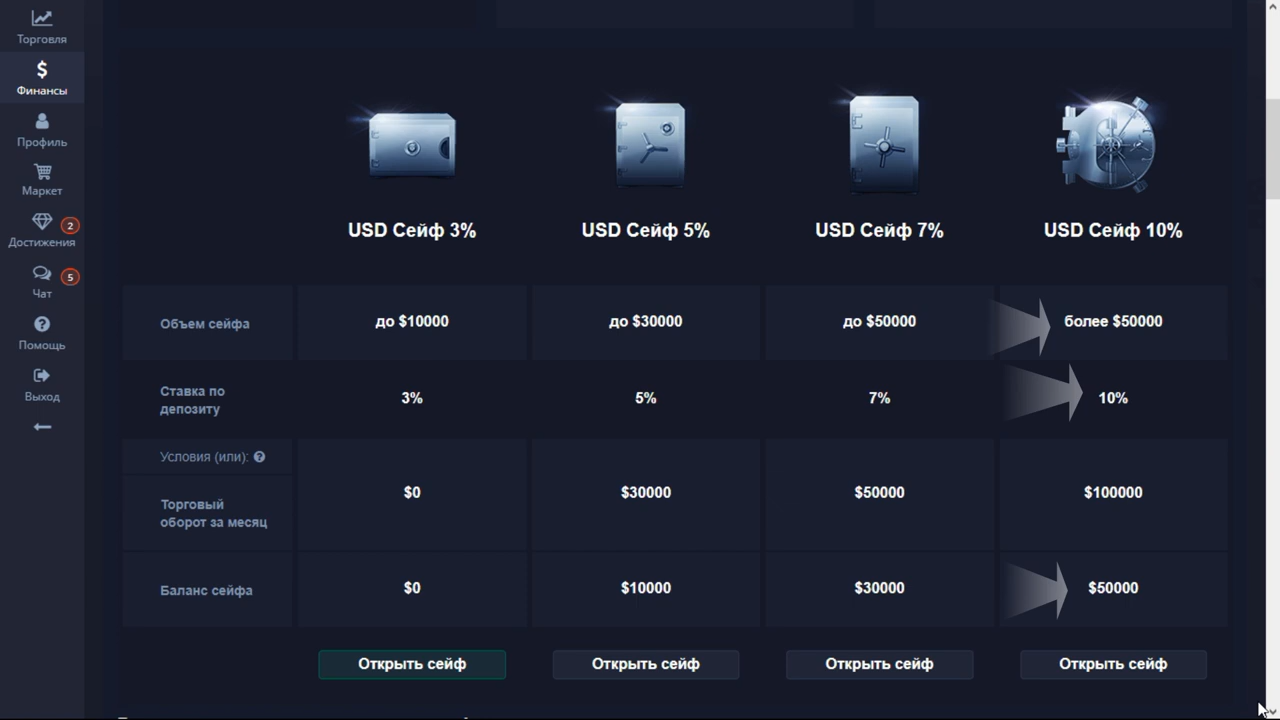 Торговля
$
Финансы
Профиль
Маркет
2
Достижения
5
Чат
?
Помощь
Выход
USD Сейф 3%
USD Сейф 5%
USD Сейф 7%
USD Сейф 10%
Объем сейфа
до $10000
до $30000
до $50000
более $50000
Ставка по
депозиту
3%
5%
7%
10%
Условия (или): ?
Торговый
оборот за месяц
$0
$30000
$50000
$100000
Баланс сейфа
$0
$10000
$30000
$50000
Открыть сейф
Открыть сейф
Открыть сейф
Открыть сейф